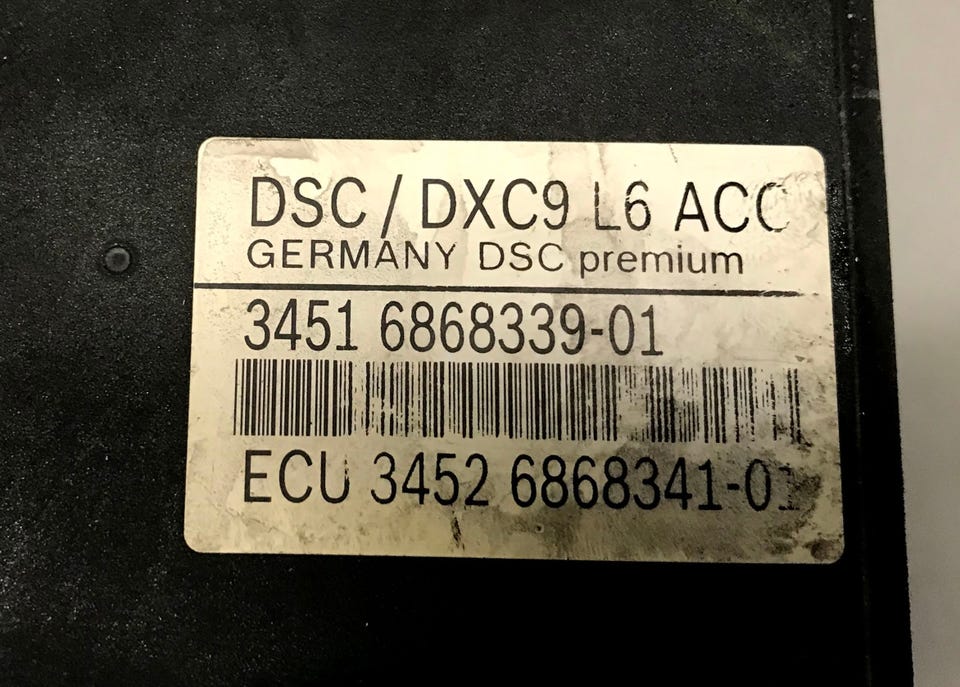 DSC/DXC9 L6 ACC
GERMANY DSC premium
3451 6868339-01
ECU 3452 6868341-01